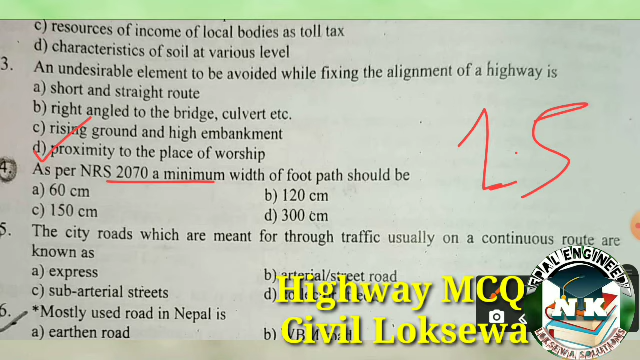 c) resources of income of local bodies as toll tax
d) characteristics of soil at various level
3. An undesirable element to be avoided while fixing the alignment of a highway is
a) short and straight route
b) right angled to the bridge, culvert etc.
c) rising ground and high embankment
d) proximity to the place of worship
4. As per NRS 2070 a minimum width of foot path should be
a) 60 cm b) 120 cm
c) 150 cm d) 300 cm
1.5
5. The city roads which are meant for through traffic usually on a continuous route are
known as
a) express b) arterial/street road
c) sub-arterial streets d)
6. *Mostly used road in Nepal is
a) earthen road b)
Highway MCQ
Civil Loksewa
NEPAL ENGINEER
N K
LOKSEWA SOLUTIONS